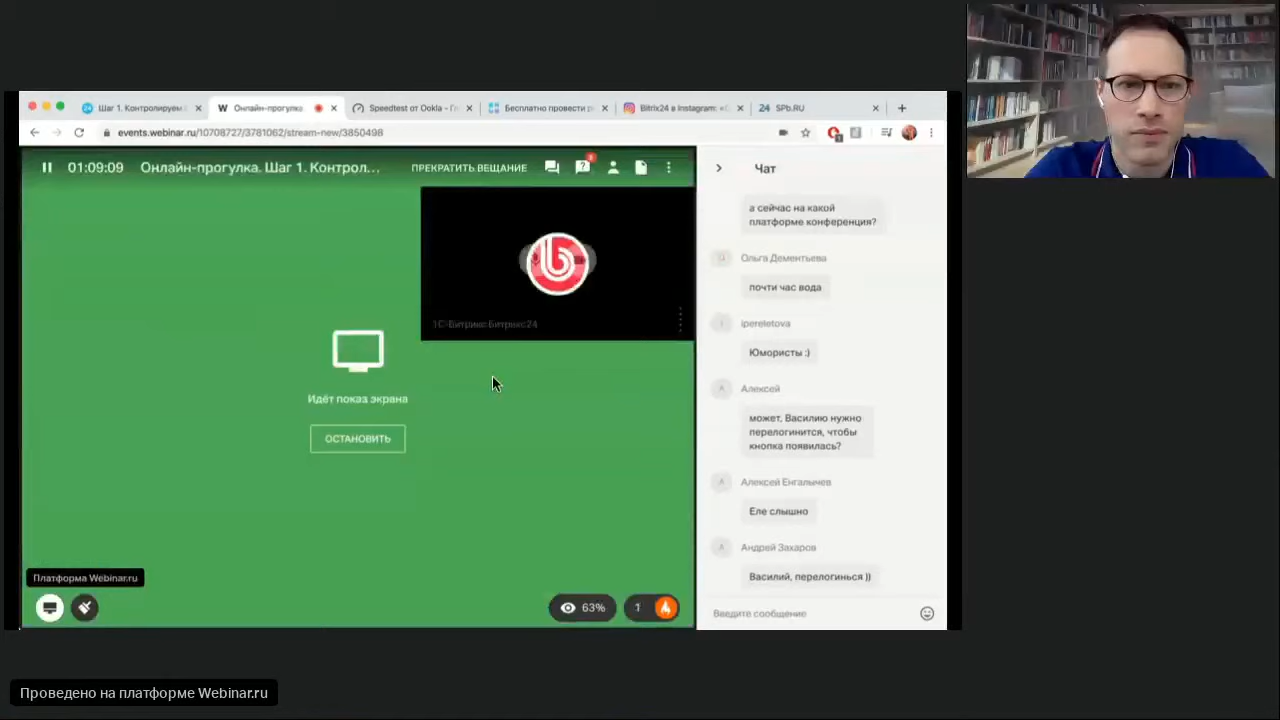 Шаг 1. Контролируем
Онлайн-прогулка
Speedtest от Ookla - Г
Бесплатно провести
Bitrix24 в Instagram:
24 SPb.RU
events.webinar.ru/10708727/3781062/stream-new/3850498
01:09:09
Онлайн-прогулка. Шаг 1. Контрол...
ПРЕКРАТИТЬ ВЕЩАНИЕ
1С-Битрикс Битрикс24
Идёт показ экрана
ОСТАНОВИТЬ
Платформа Webinar.ru
63%
1
Чат
а сейчас на какой
платформе конференция?
Ольга Дементьева
почти час вода
ipereletova
Юмористы :)
Алексей
может, Василию нужно
перелогинится, чтобы
кнопка появилась?
Алексей Енгалычев
Еле слышно
Андрей Захаров
Василий, перелогинься ))
Введите сообщение
Проведено на платформе Webinar.ru